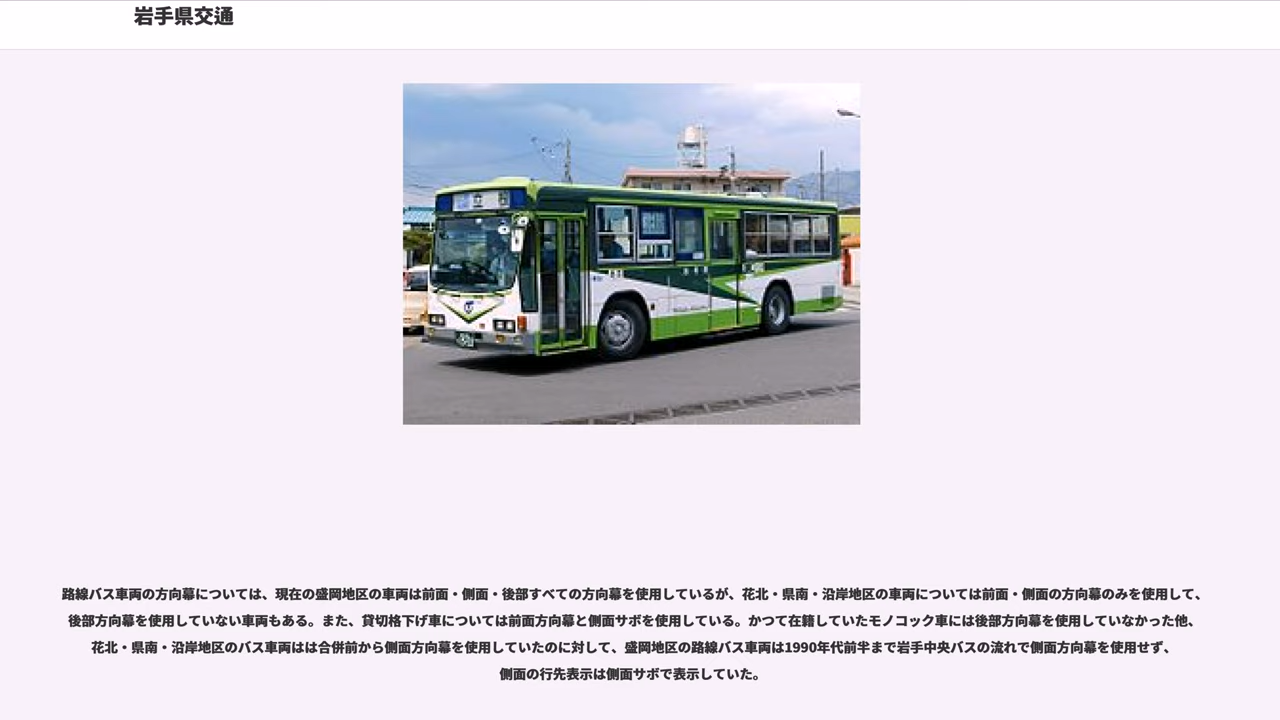 岩手県交通
路線バス車両の方向幕については、現在の盛岡地区の車両は前面・側面・後部すべての方向幕を使用しているが、花北・県南・沿岸地区の車両については前面・側面の方向幕のみを使用して、
後部方向幕を使用していない車両もある。また、貸切格下げ車については前面方向幕と側面サボを使用している。かつて在籍していたモノコック車には後部方向幕を使用していなかった他、
花北・県南・沿岸地区のバス車両はは合併前から側面方向幕を使用していたのに対して、盛岡地区の路線バス車両は1990年代前半まで岩手中央バスの流れで側面方向幕を使用せず、
側面の行先表示は側面サボで表示していた。